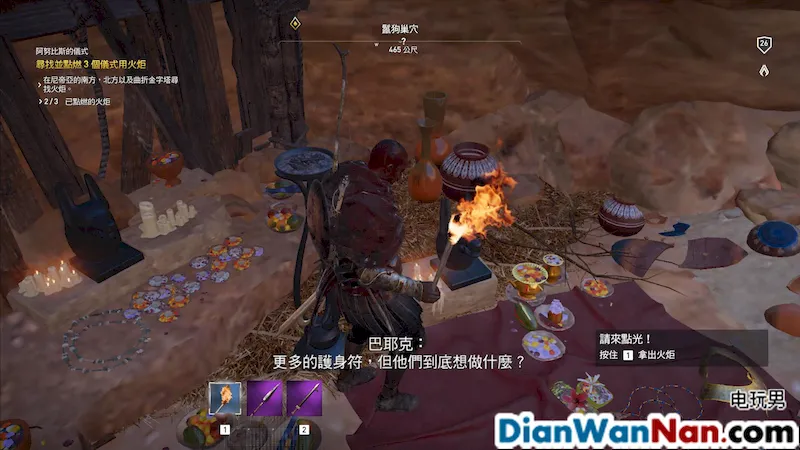 鬣狗巢穴
?
465 公尺
26
阿努比斯的儀式
尋找並點燃 3 個儀式用火炬
› 在尼帝亞的南方，北方以及曲折金字塔尋
找火炬。
› 2 / 3 已點燃的火炬
請來點光！
按住 1 拿出火炬
巴耶克：
更多的護身符，但他們到底想做什麼？
1
2
电玩男
DianWanNan.com